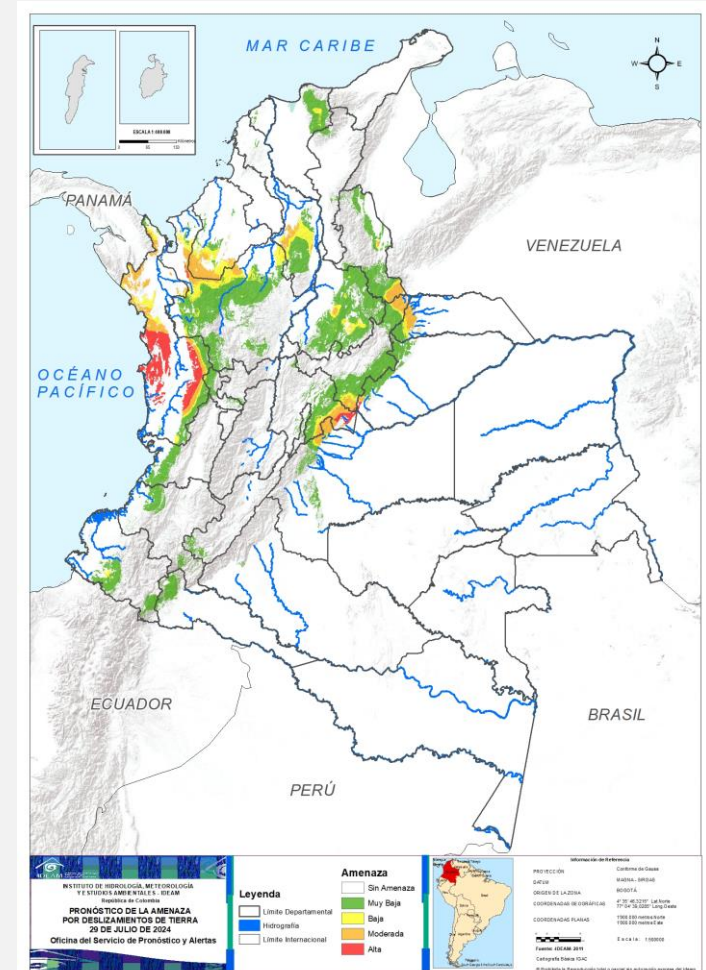 MAR CARIBE
N
W
E
S
PANAMÁ
VENEZUELA
OCÉANO
PACÍFICO
ECUADOR
BRASIL
PERÚ
IDEAM
INSTITUTO DE HIDROLOGÍA, METEOROLOGÍA
Y ESTUDIOS AMBIENTALES - IDEAM
República de Colombia
PRONÓSTICO DE LA AMENAZA
POR DESLIZAMIENTOS DE TIERRA
29 DE JULIO DE 2024
Oficina del Servicio de Pronóstico y Alertas
Leyenda
Límite Departamental
Hidrografía
Límite Internacional
Amenaza
Sin Amenaza
Muy Baja
Baja
Moderada
Alta
Información de Referencia
PROYECCIÓN
Conforme de Gauss
DATUM
MAGNA - SIRGAS
ORIGEN DE LA ZONA
BOGOTÁ
COORDENADAS GEOGRÁFICAS
COORDENADAS PLANAS
Cartografía Básica IGAC